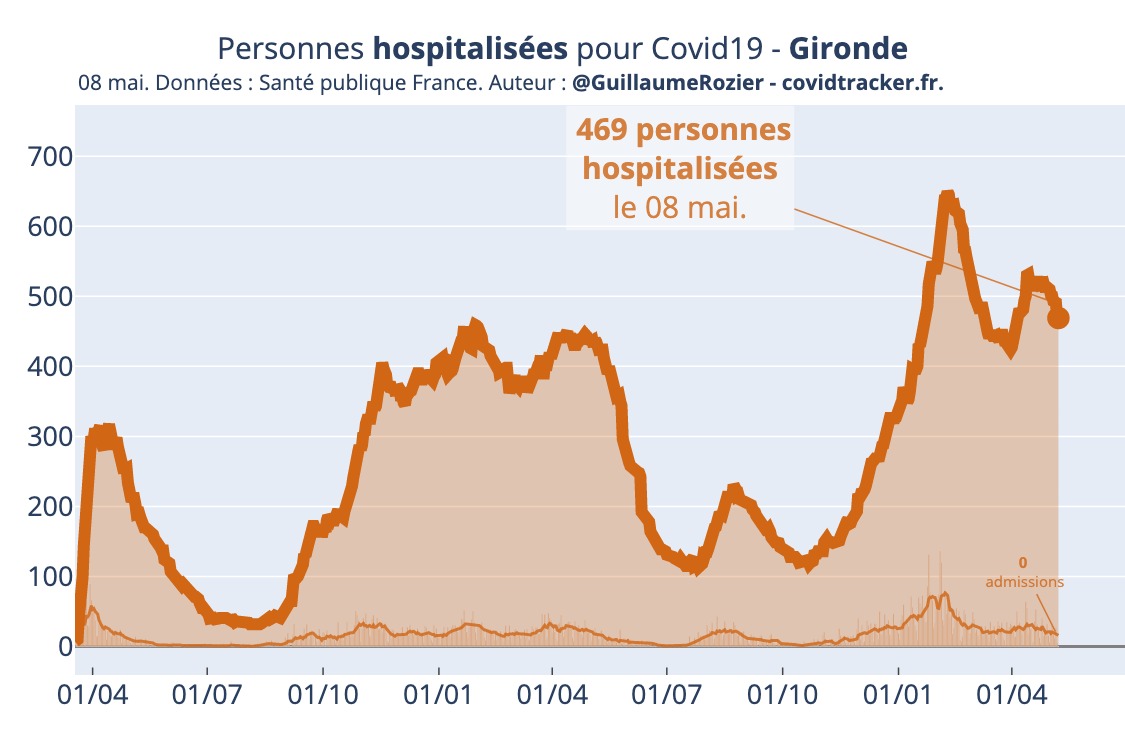 Personnes hospitalisées pour Covid19 - Gironde
08 mai. Données : Santé publique France. Auteur : @GuillaumeRozier - covidtracker.fr.
469 personnes
hospitalisées
le 08 mai.
700
600
500
400
300
200
100
0
0
admissions
01/04 01/07 01/10 01/01 01/04 01/07 01/10 01/01 01/04